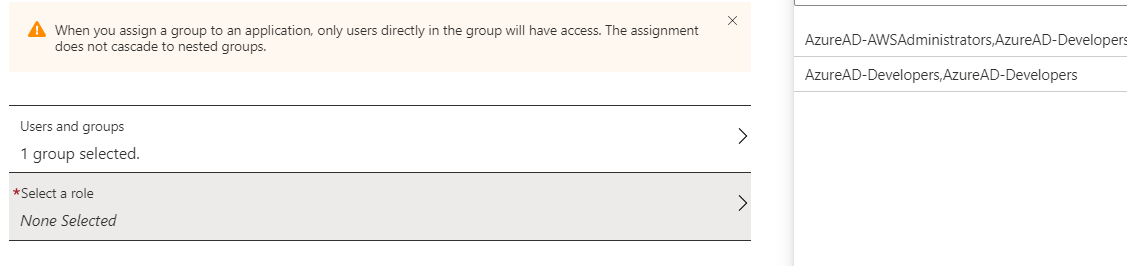 When you assign a group to an application, only users directly in the group will have access. The assignment
does not cascade to nested groups.
Users and groups
1 group selected.
*Select a role
None Selected
AzureAD-AWSAdministrators,AzureAD-Developers
AzureAD-Developers,AzureAD-Developers